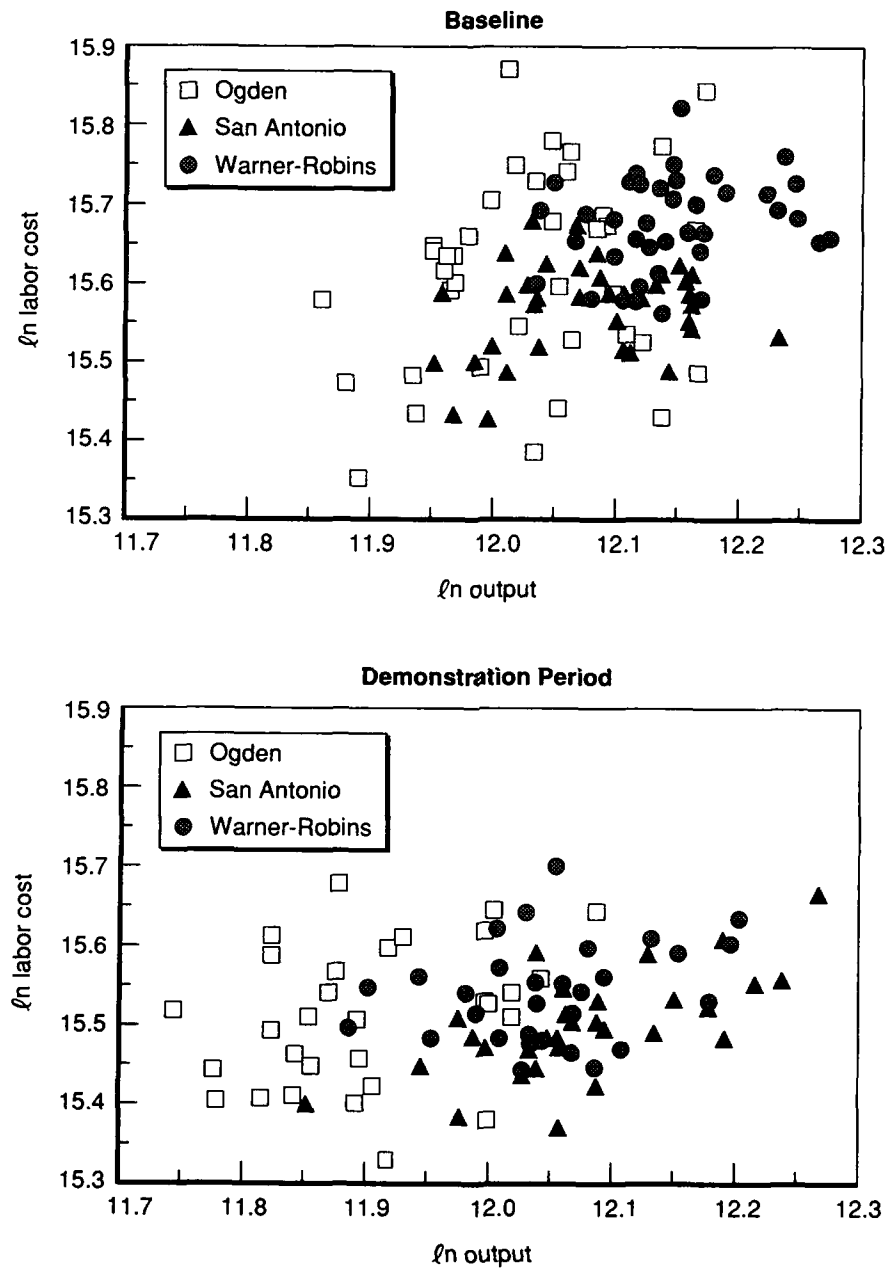 Baseline
15.9
15.8
15.7
15.6
15.5
15.4
15.3
ℓn labor cost
Ogden
San Antonio
Warner-Robins
11.7 11.8 11.9 12.0 12.1 12.2 12.3
ℓn output
Demonstration Period
15.9
15.8
15.7
15.6
15.5
15.4
15.3
ℓn labor cost
Ogden
San Antonio
Warner-Robins
11.7 11.8 11.9 12.0 12.1 12.2 12.3
ℓn output